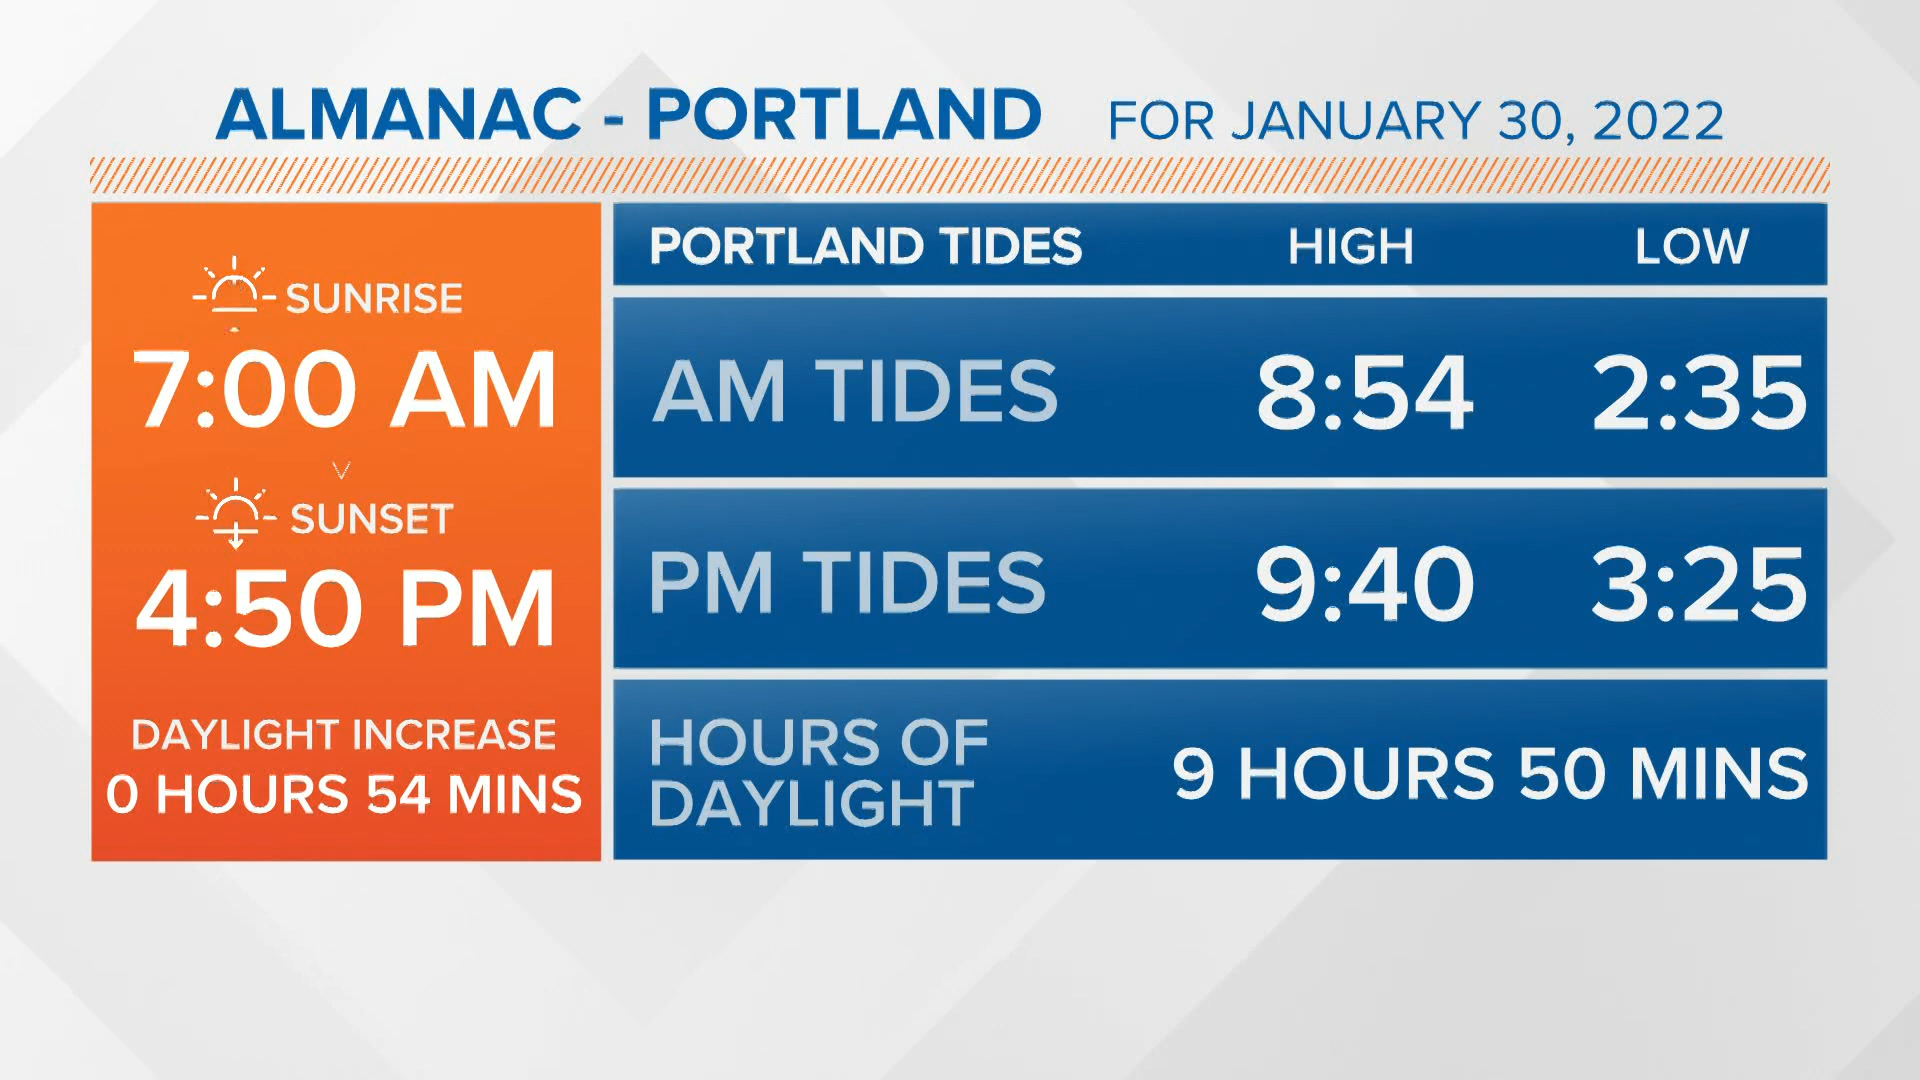 ALMANAC - PORTLAND FOR JANUARY 30, 2022
SUNRISE
7:00 AM
SUNSET
4:50 PM
DAYLIGHT INCREASE
0 HOURS 54 MINS
PORTLAND TIDES HIGH LOW
AM TIDES 8:54 2:35
PM TIDES 9:40 3:25
HOURS OF
DAYLIGHT
9 HOURS 50 MINS